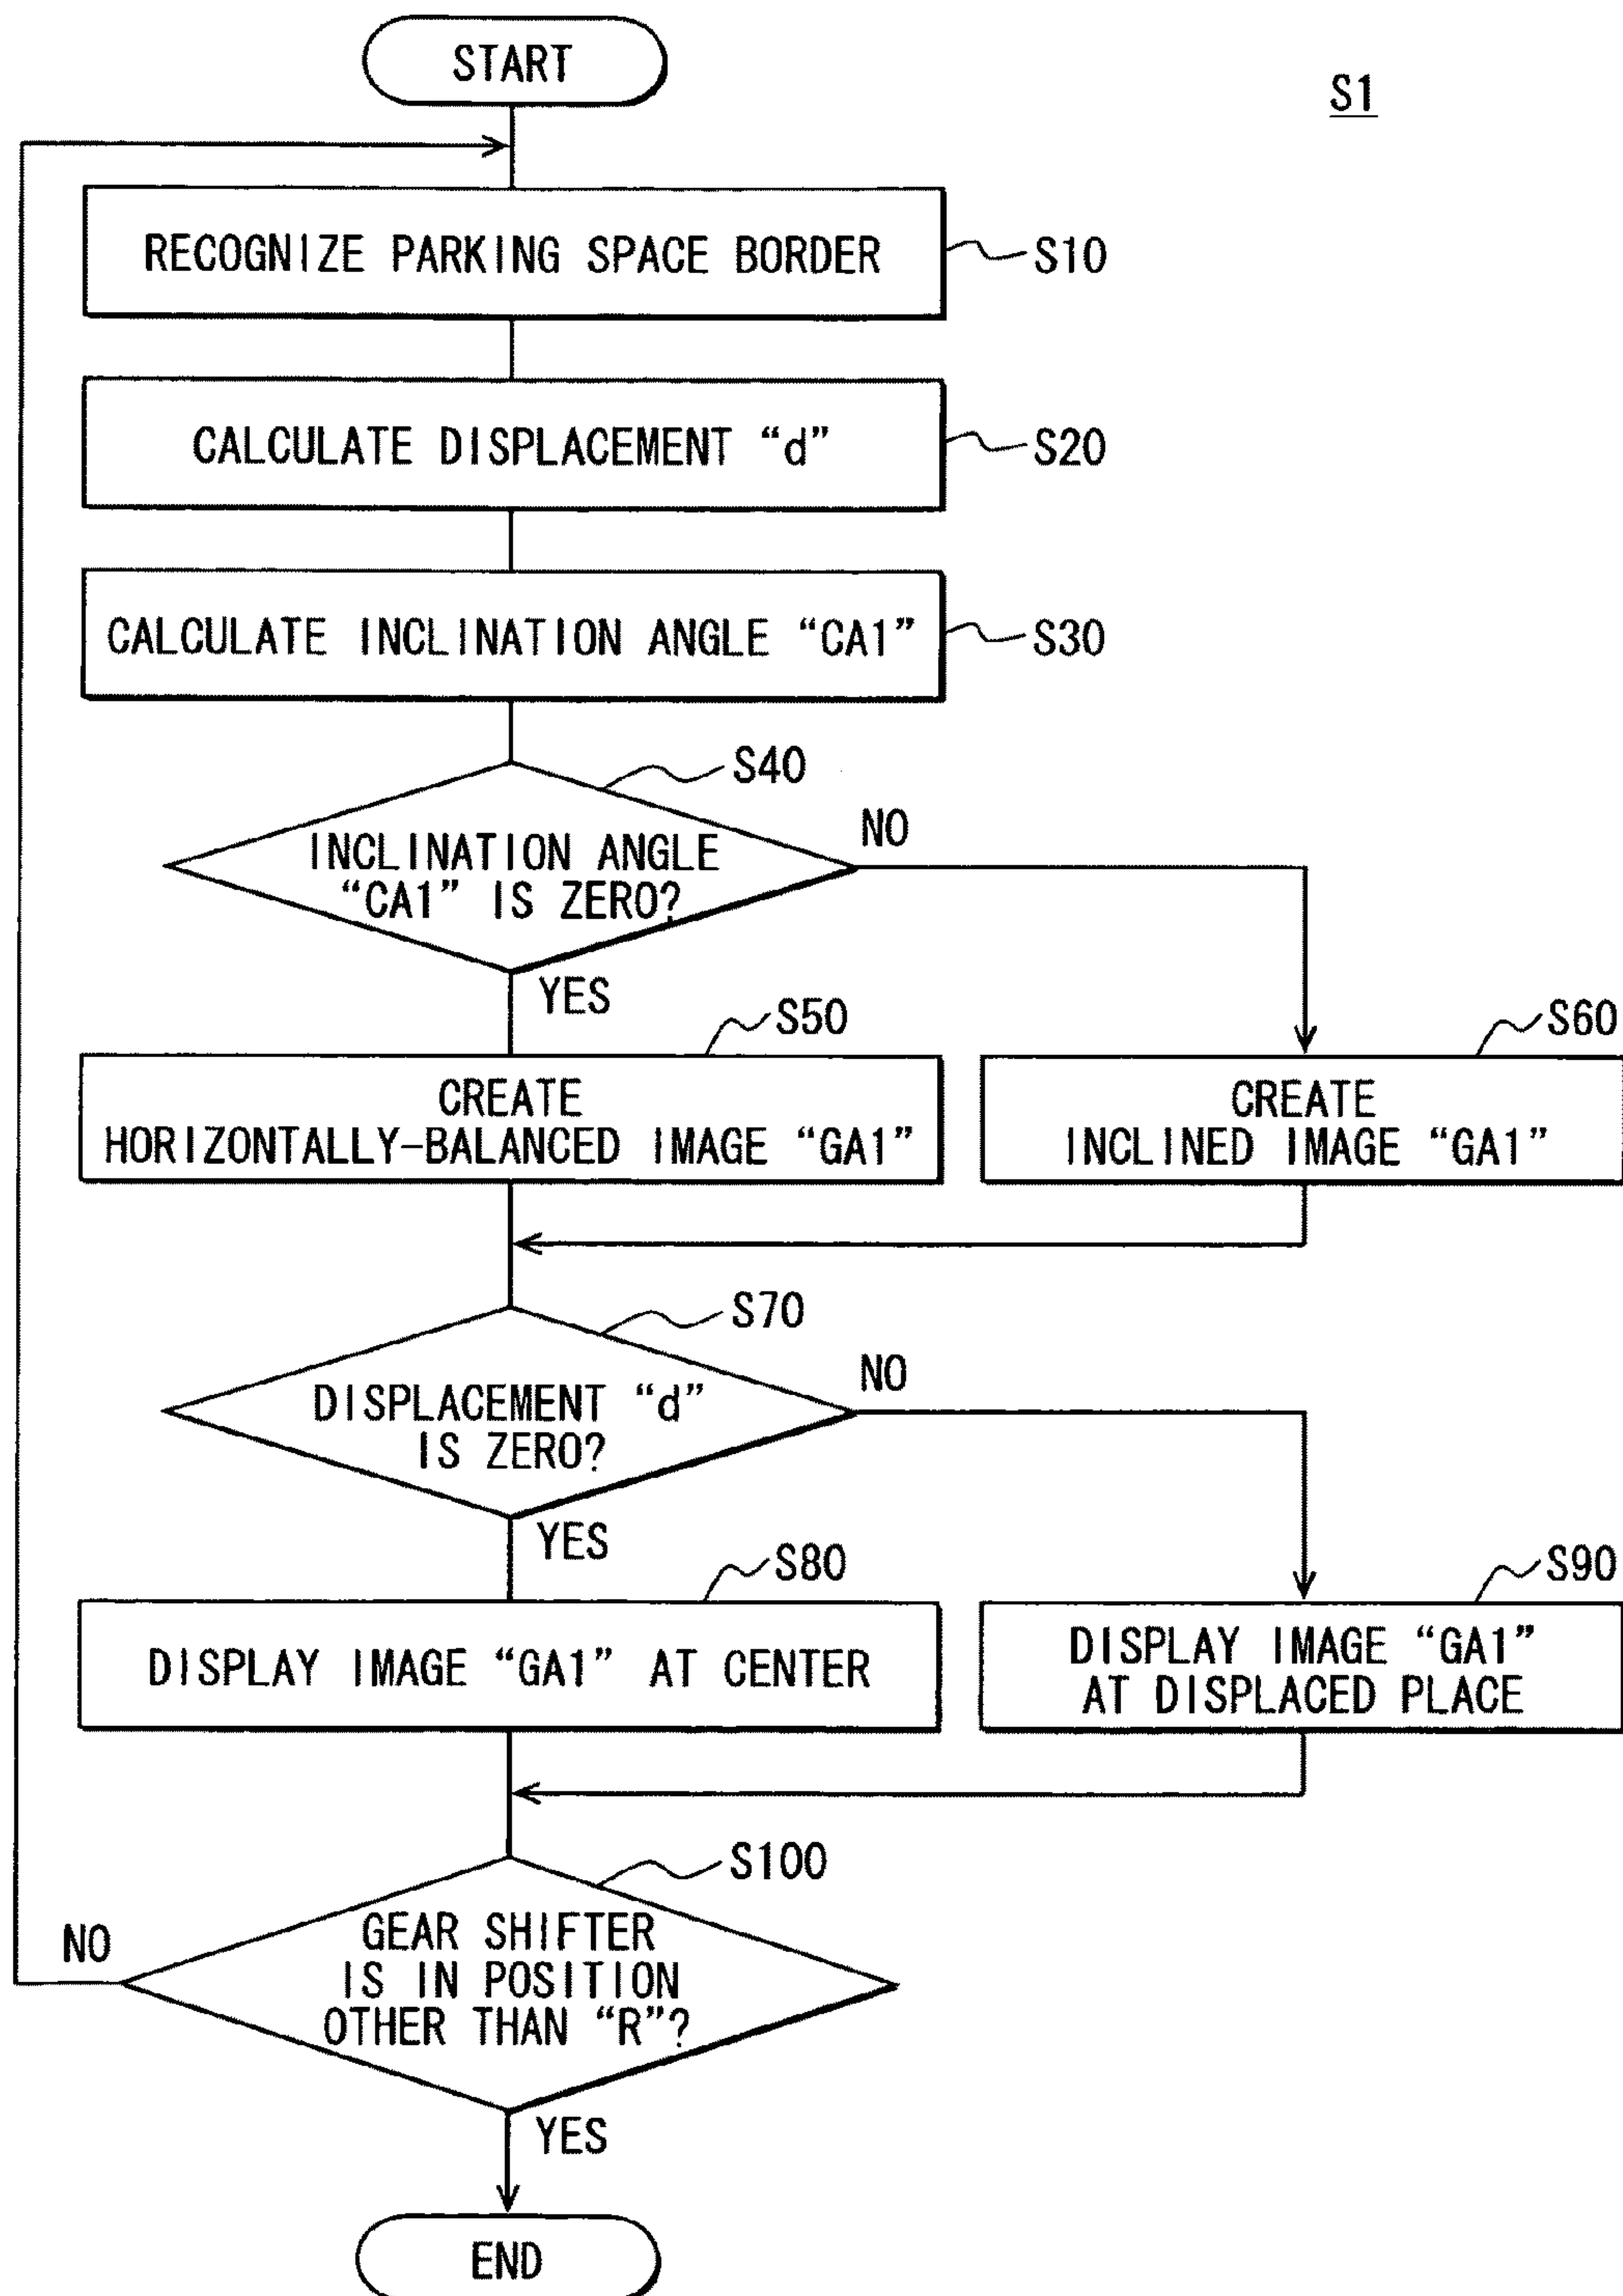 START
S1
RECOGNIZE PARKING SPACE BORDER
S10
CALCULATE DISPLACEMENT “d”
S20
CALCULATE INCLINATION ANGLE “CA1”
S30
S40
INCLINATION ANGLE
“CA1” IS ZERO?
NO
YES
S50
CREATE
HORIZONTALLY-BALANCED IMAGE “GA1”
S60
CREATE
INCLINED IMAGE “GA1”
S70
DISPLACEMENT “d”
IS ZERO?
NO
YES
S80
DISPLAY IMAGE “GA1” AT CENTER
S90
DISPLAY IMAGE “GA1”
AT DISPLACED PLACE
S100
GEAR SHIFTER
IS IN POSITION
OTHER THAN “R”?
NO
YES
END